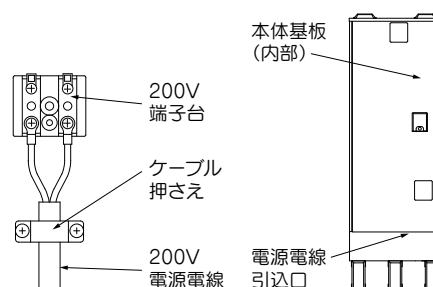 200V
端子台
ケーブル
押さえ
200V
電源電線
本体基板
（内部）
電源電線
引込口